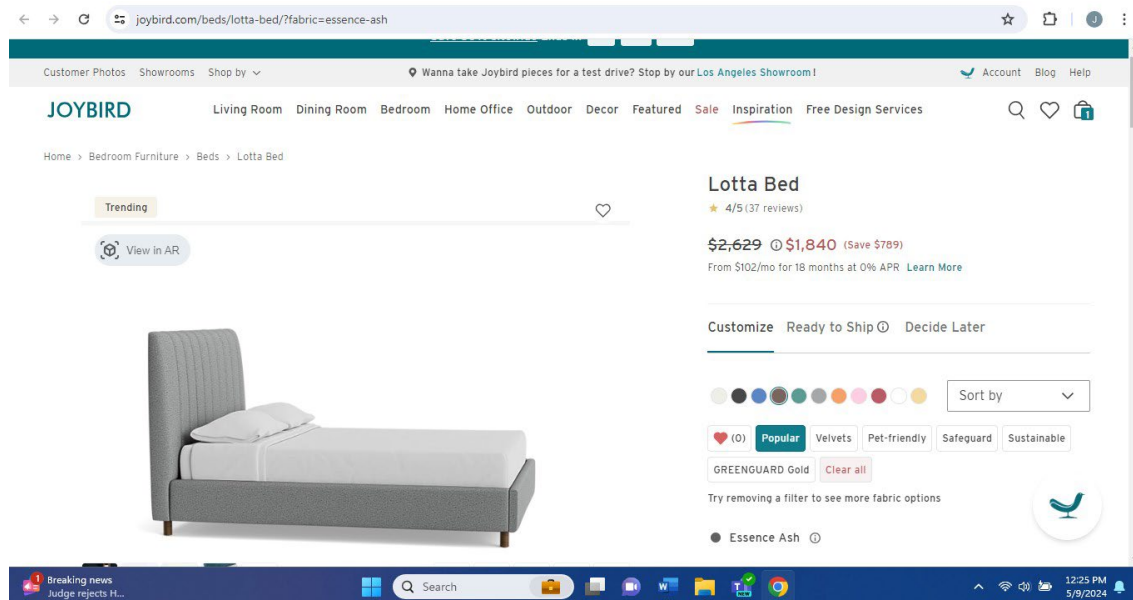 joybird.com/beds/lotta-bed/?fabric=essence-ash
J
Customer Photos Showrooms Shop by
Wanna take Joybird pieces for a test drive? Stop by our Los Angeles Showroom!
Account Blog Help
JOYBIRD
Living Room Dining Room Bedroom Home Office Outdoor Decor Featured Sale Inspiration Free Design Services
1
Home > Bedroom Furniture > Beds > Lotta Bed
Trending
View in AR
Lotta Bed
4/5 (37 reviews)
$2,629 $1,840 (Save $789)
From $102/mo for 18 months at 0% APR Learn More
Customize Ready to Ship Decide Later
Sort by
(0) Popular Velvets Pet-friendly Safeguard Sustainable
GREENGUARD Gold Clear all
Try removing a filter to see more fabric options
Essence Ash
1
Breaking news
Judge rejects H...
Search
W
12:25 PM
5/9/2024